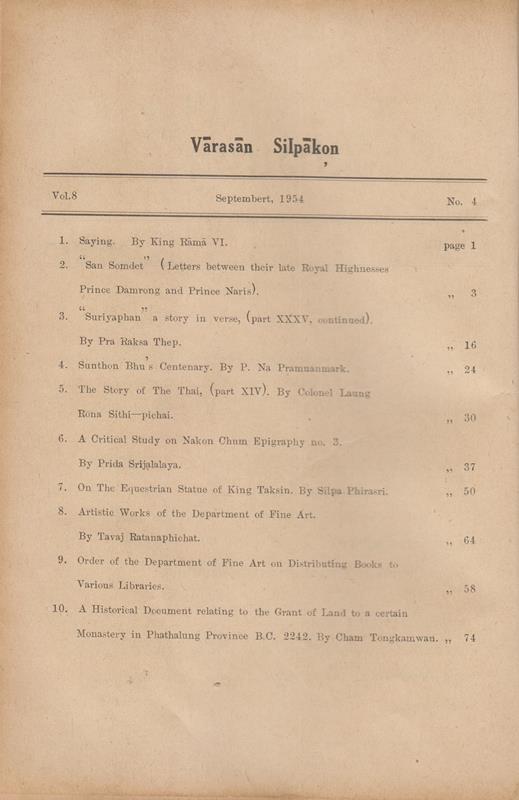 Vārasān Silpākon
Vol.8 Septembert, 1954 No. 4
1. Saying. By King Rāmā VI. page 1
2. "San Somdet" (Letters between their late Royal Highnesses
Prince Damrong and Prince Naris). ,, 3
3. "Suriyaphan" a story in verse, (part XXXV, continued).
By Pra Raksa Thep. ,, 16
4. Sunthon Bhu's Centenary. By P. Na Pramuanmark. ,, 24
5. The Story of The Thai, (part XIV). By Colonel Laung
Rona Sithi—pichai. ,, 30
6. A Critical Study on Nakon Chum Epigraphy no. 3.
By Prida Srijalalaya. ,, 37
7. On The Equestrian Statue of King Taksin. By Silpa Phirasri. ,, 50
8. Artistic Works of the Department of Fine Art.
By Tavaj Ratanaphichat. ,, 64
9. Order of the Department of Fine Art on Distributing Books to
Various Libraries. ,, 58
10. A Historical Document relating to the Grant of Land to a certain
Monastery in Phathalung Province B.C. 2242. By Cham Tongkamwan. ,, 74